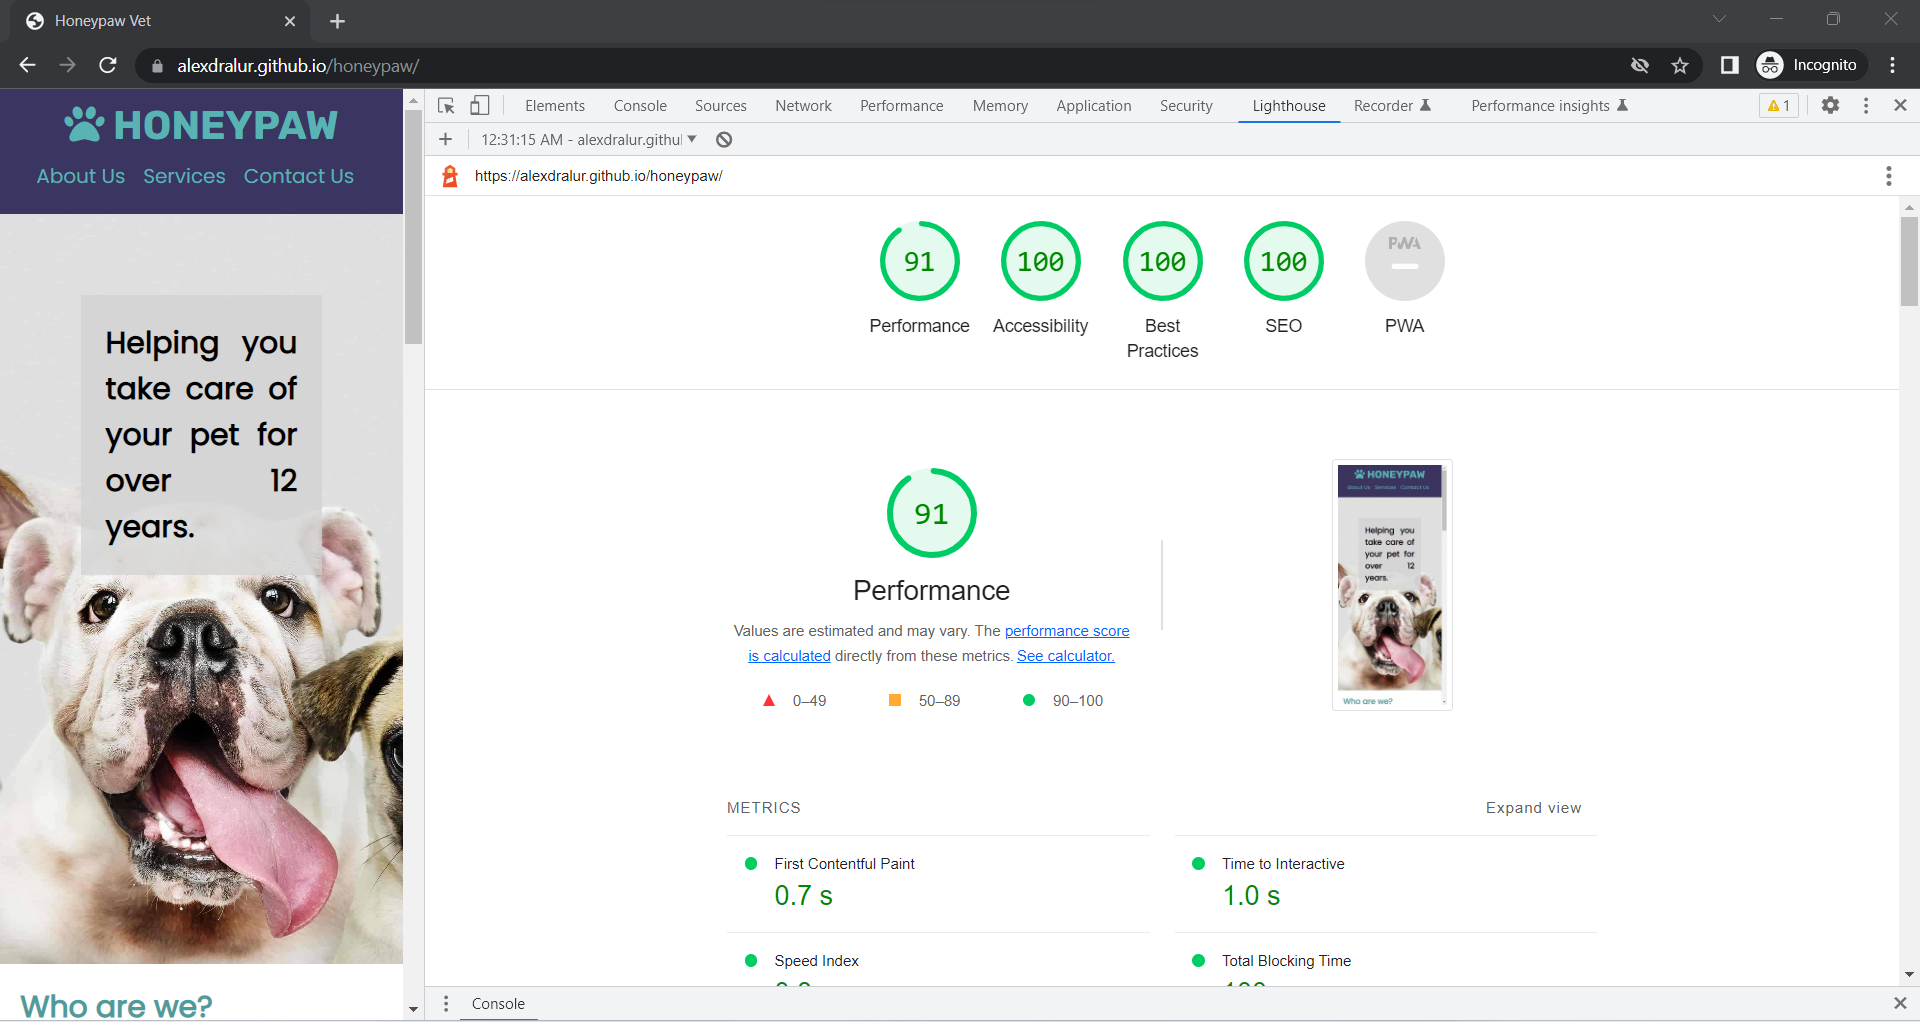 Honeypaw Vet
alexdralur.github.io/honeypaw/
Incognito
HONEYPAW
About Us Services Contact Us
Helping you
take care of
your pet for
over 12
years.
Who are we?
Elements Console Sources Network Performance Memory Application Security Lighthouse Recorder Performance insights 1
12:31:15 AM - alexdralur.githul
https://alexdralur.github.io/honeypaw/
91 100 100 100 PWA
Performance Accessibility Best Practices SEO PWA
91
Performance
Values are estimated and may vary. The performance score
is calculated directly from these metrics. See calculator.
0–49 50–89 90–100
HONEYPAW
About Us Services Contact Us
Helping you
take care of
your pet for
over 12
years.
Who are we?
METRICS Expand view
First Contentful Paint
0.7 s
Time to Interactive
1.0 s
Speed Index
Total Blocking Time
Console